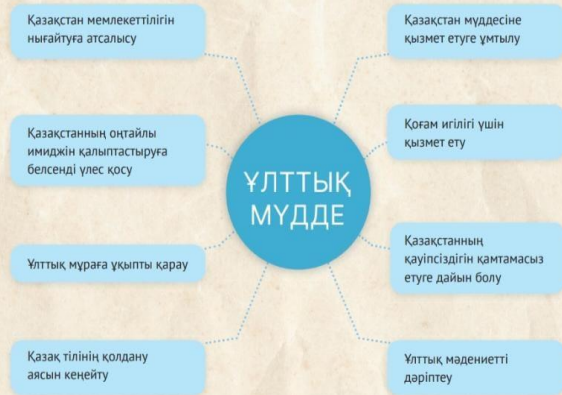 Қазақстан мемлекеттілігін
нығайтуға атсалысу
Қазақстанның оңтайлы
имиджін қалыптастыруға
белсенді үлес қосу
Ұлттық мұраға ұқыпты қарау
Қазақ тілінің қолдану
аясын кеңейту
ҰЛТТЫҚ
МҮДДЕ
Қазақстан мүддесіне
қызмет етуге ұмтылу
Қоғам игілігі үшін
қызмет ету
Қазақстанның
қауіпсіздігін қамтамасыз
етуге дайын болу
Ұлттық мәдениетті
дәріптеу